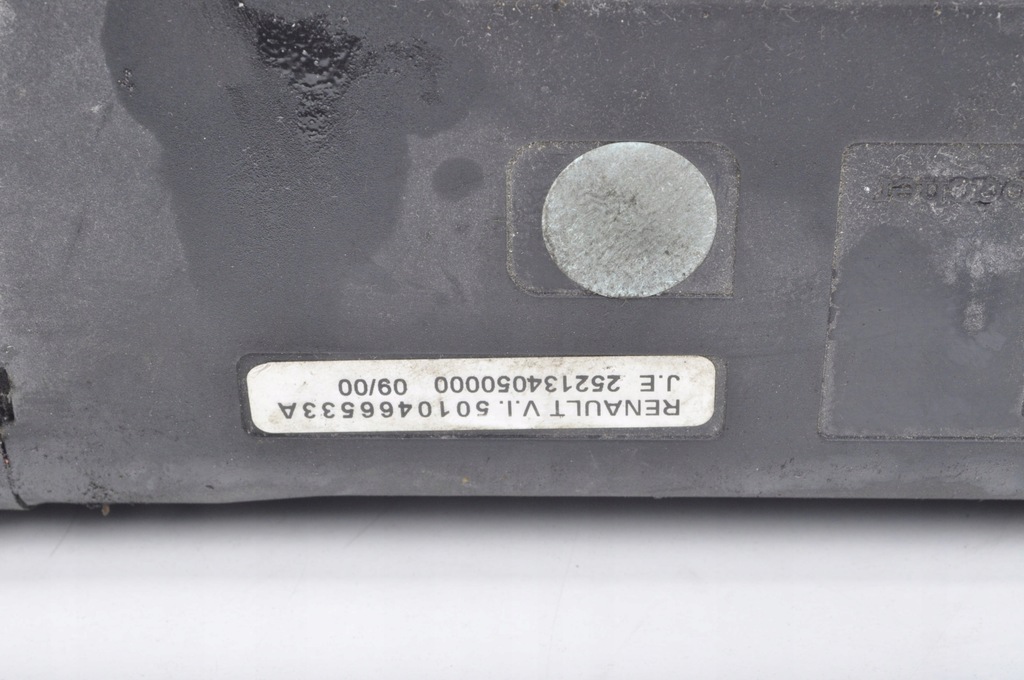 RENAULT V.I. 5010466533A
J.E 252134050000 09/00